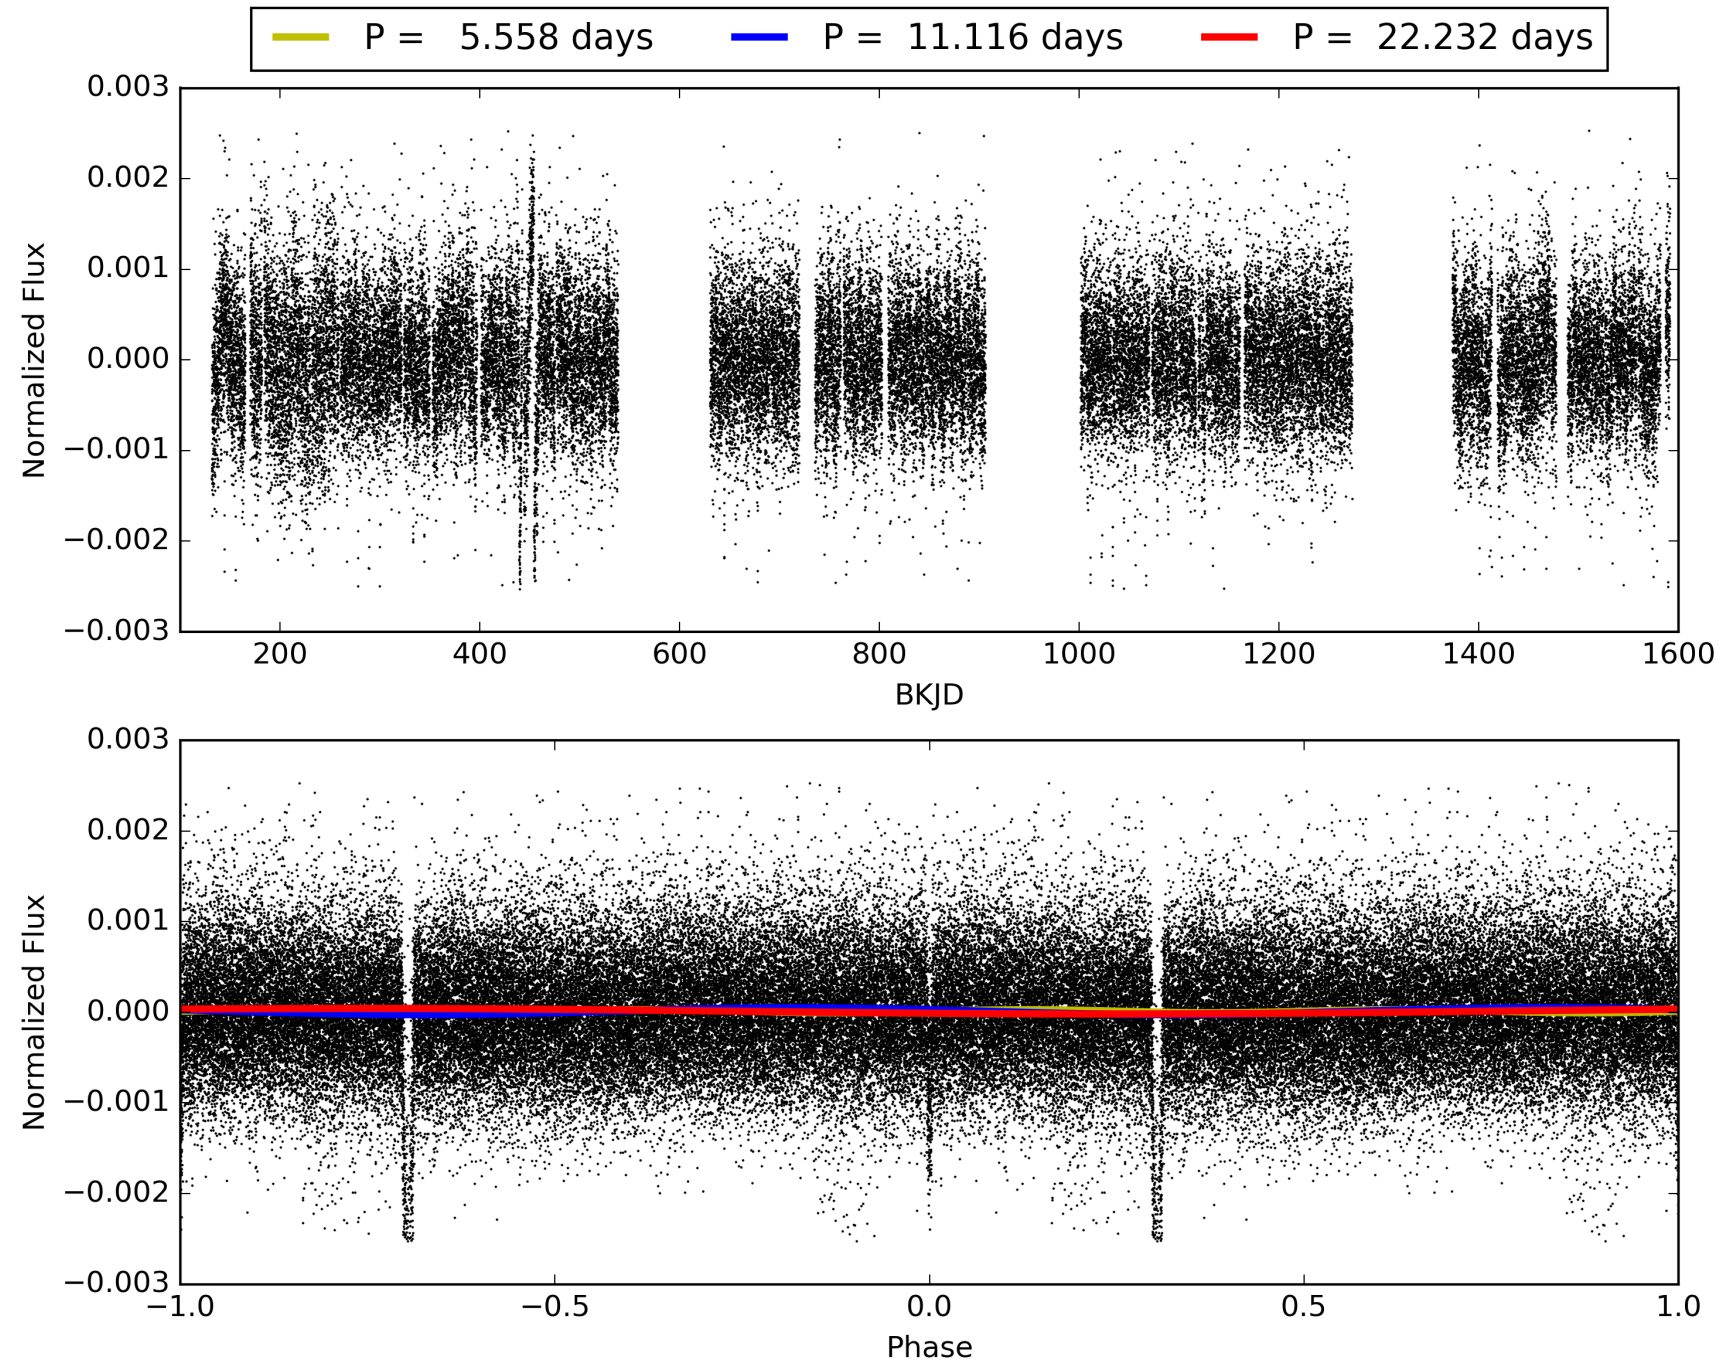 P = 5.558 days P = 11.116 days P = 22.232 days
0.003
0.002
0.001
0.000
−0.001
−0.002
−0.003
Normalized Flux
200 400 600 800 1000 1200 1400 1600
BKJD
0.003
0.002
0.001
0.000
−0.001
−0.002
−0.003
Normalized Flux
−1.0 −0.5 0.0 0.5 1.0
Phase